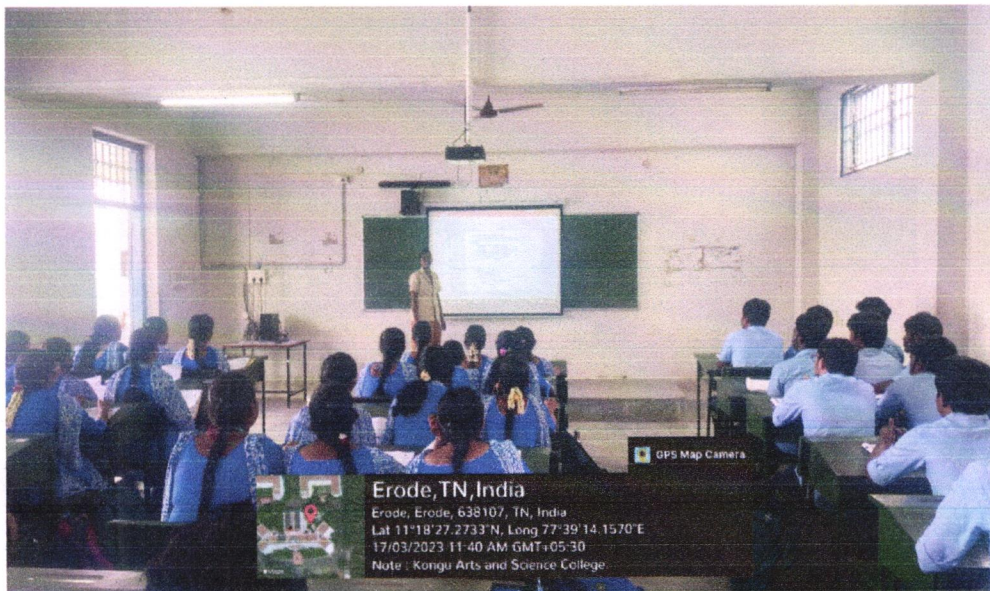 GPS Map Camera
Erode,TN,India
Erode, Erode, 638107, TN, India
Lat 11°18'27.2733"N, Long 77°39'14.1570"E
17/03/2023 11:40 AM GMT+05:30
Note : Kongu Arts and Science College